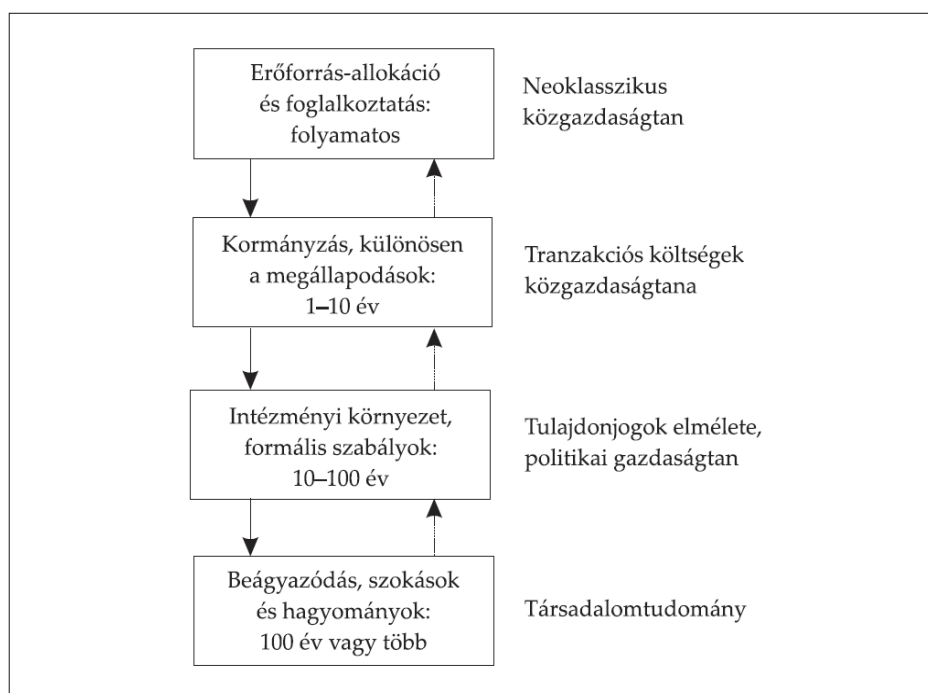 Erőforrás-allokáció
és foglalkoztatás:
folyamatos
Neoklasszikus
közgazdaságtan
Kormányzás, különösen
a megállapodások:
1–10 év
Tranzakciós költségek
közgazdaságtana
Intézményi környezet,
formális szabályok:
10–100 év
Tulajdonjogok elmélete,
politikai gazdaságtan
Beágyazódás, szokások
és hagyományok:
100 év vagy több
Társadalomtudomány